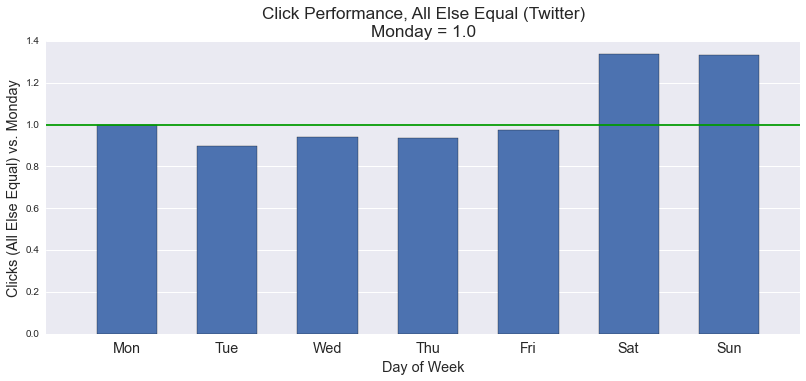 Click Performance, All Else Equal (Twitter)
Monday = 1.0
Clicks (All Else Equal) vs. Monday
1.4
1.2
1.0
0.8
0.6
0.4
0.2
0.0
Mon Tue Wed Thu Fri Sat Sun
Day of Week